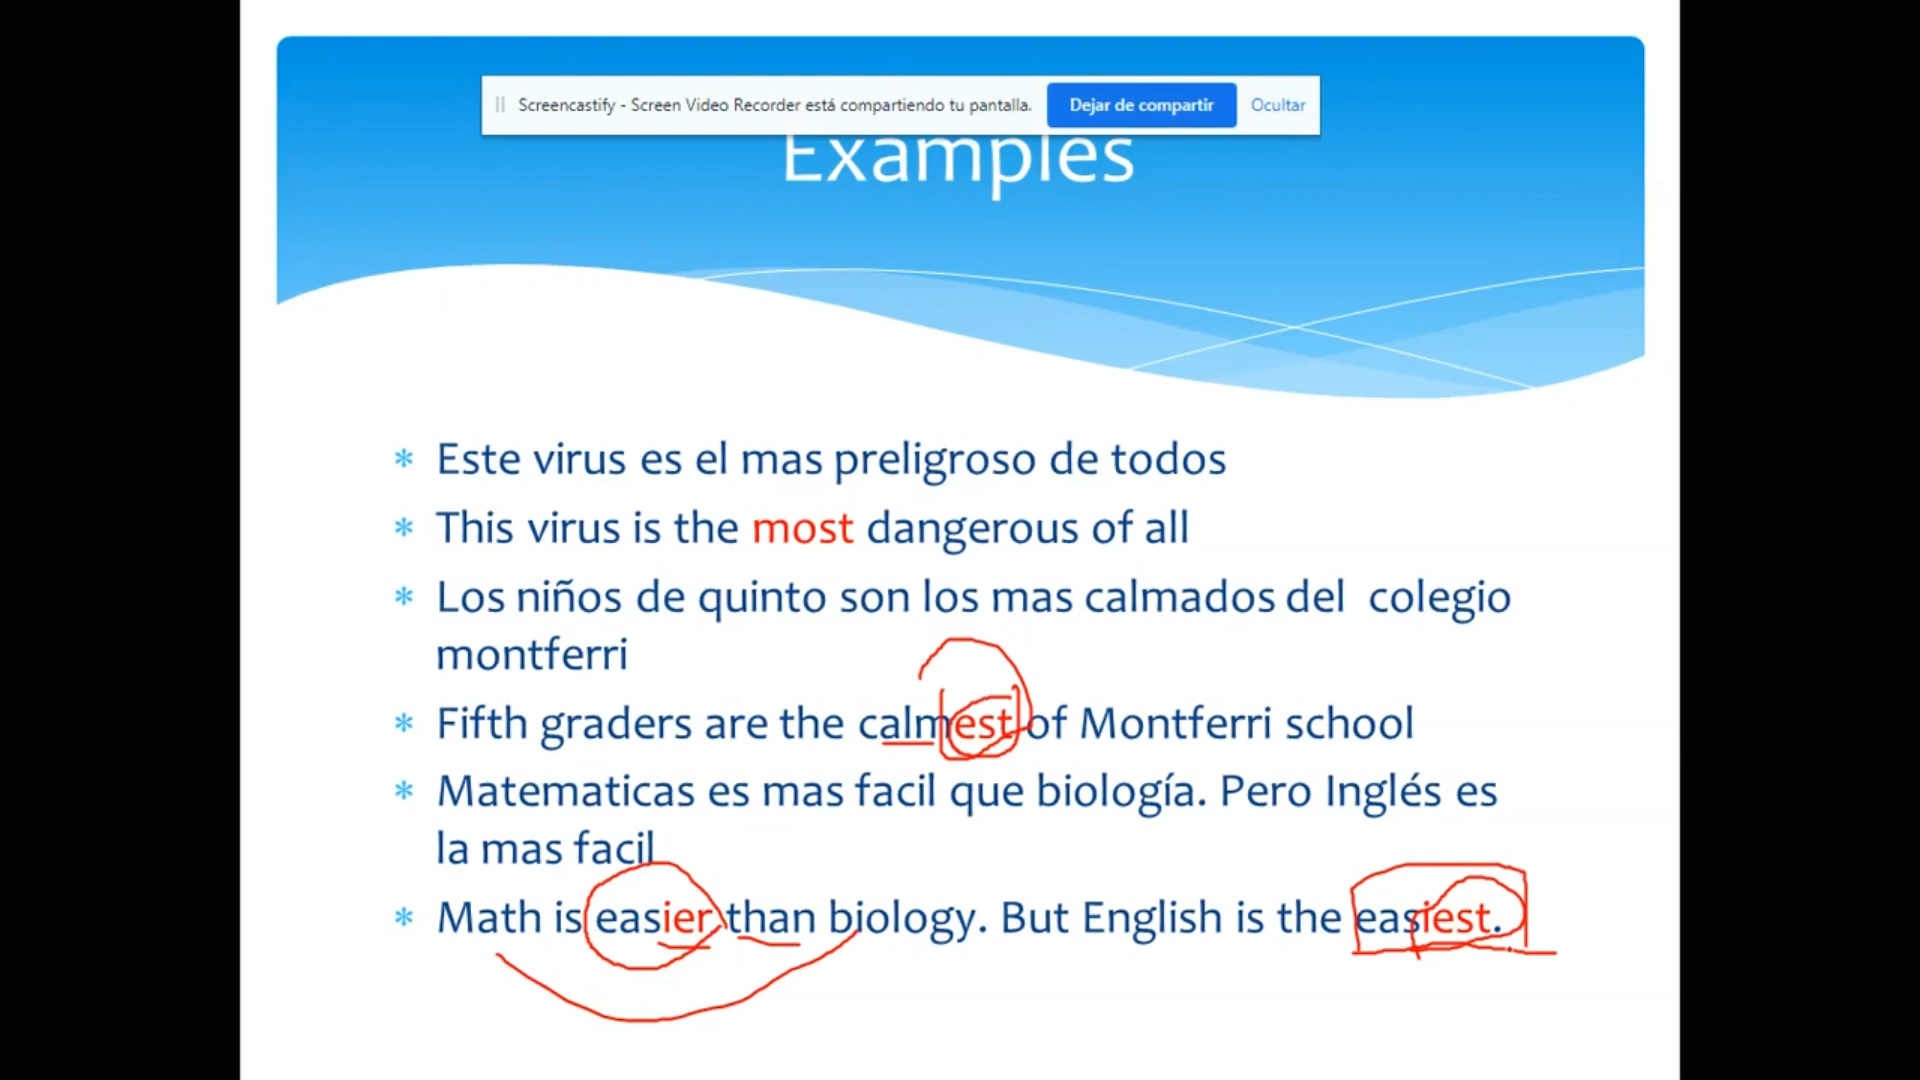 Screencastify - Screen Video Recorder está compartiendo tu pantalla. Dejar de compartir Ocultar
Examples
* Este virus es el mas preligroso de todos
* This virus is the most dangerous of all
* Los niños de quinto son los mas calmados del colegio
montferri
* Fifth graders are the calmest of Montferri school
* Matematicas es mas facil que biología. Pero Inglés es
la mas facil
* Math is easier than biology. But English is the easiest.